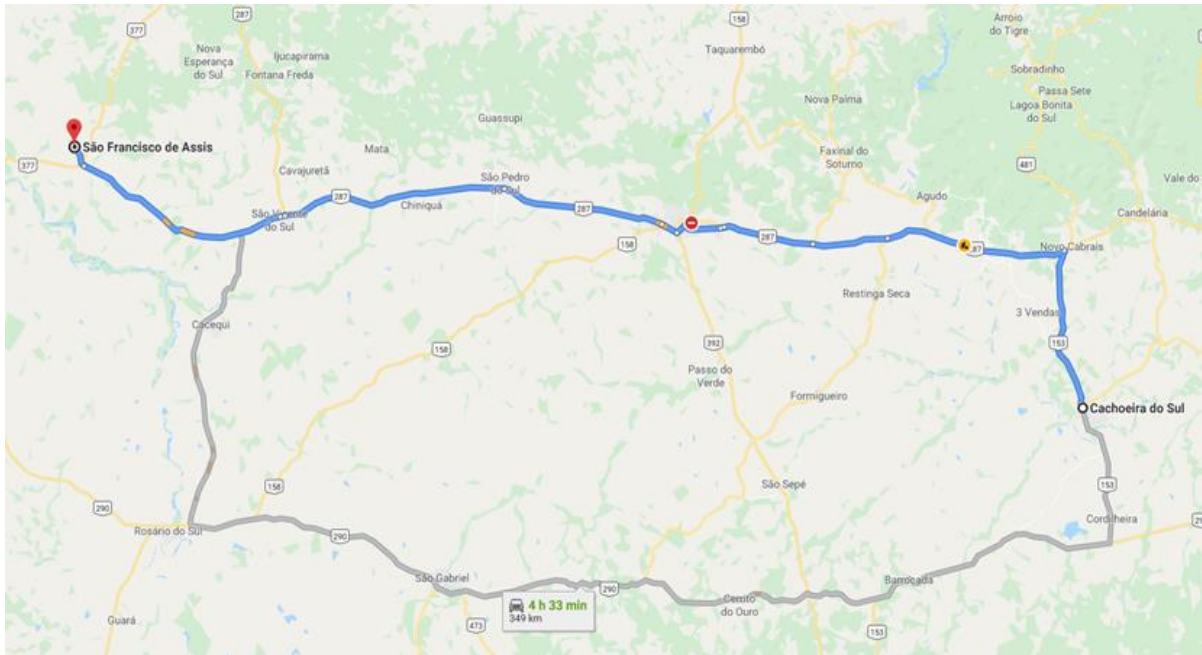 287
158
377
Arroio
do Tigre
Nova
Esperança
do Sul
Ijucapirama
Fontana Freda
Taquarembó
Sobradinho
Passa Sete
Lagoa Bonita
do Sul
Nova Palma
Guassupi
São Francisco de Assis
Mata
Faxinal do
Soturno
377
Cavajuretã
481
Vale do
São Pedro
do Sul
287
Chiniquá
Agudo
São Vicente
do Sul
287
Candelária
158
287
87
Novo Cabrais
Restinga Seca
3 Vendas
Cacequi
158
392
153
Passo do
Verde
Formigueiro
Cachoeira do Sul
158
São Sepé
153
290
Rosário do Sul
290
Cordilheira
São Gabriel
290
Barrocada
4 h 33 min
349 km
Cerrito
do Ouro
Guará
473
153